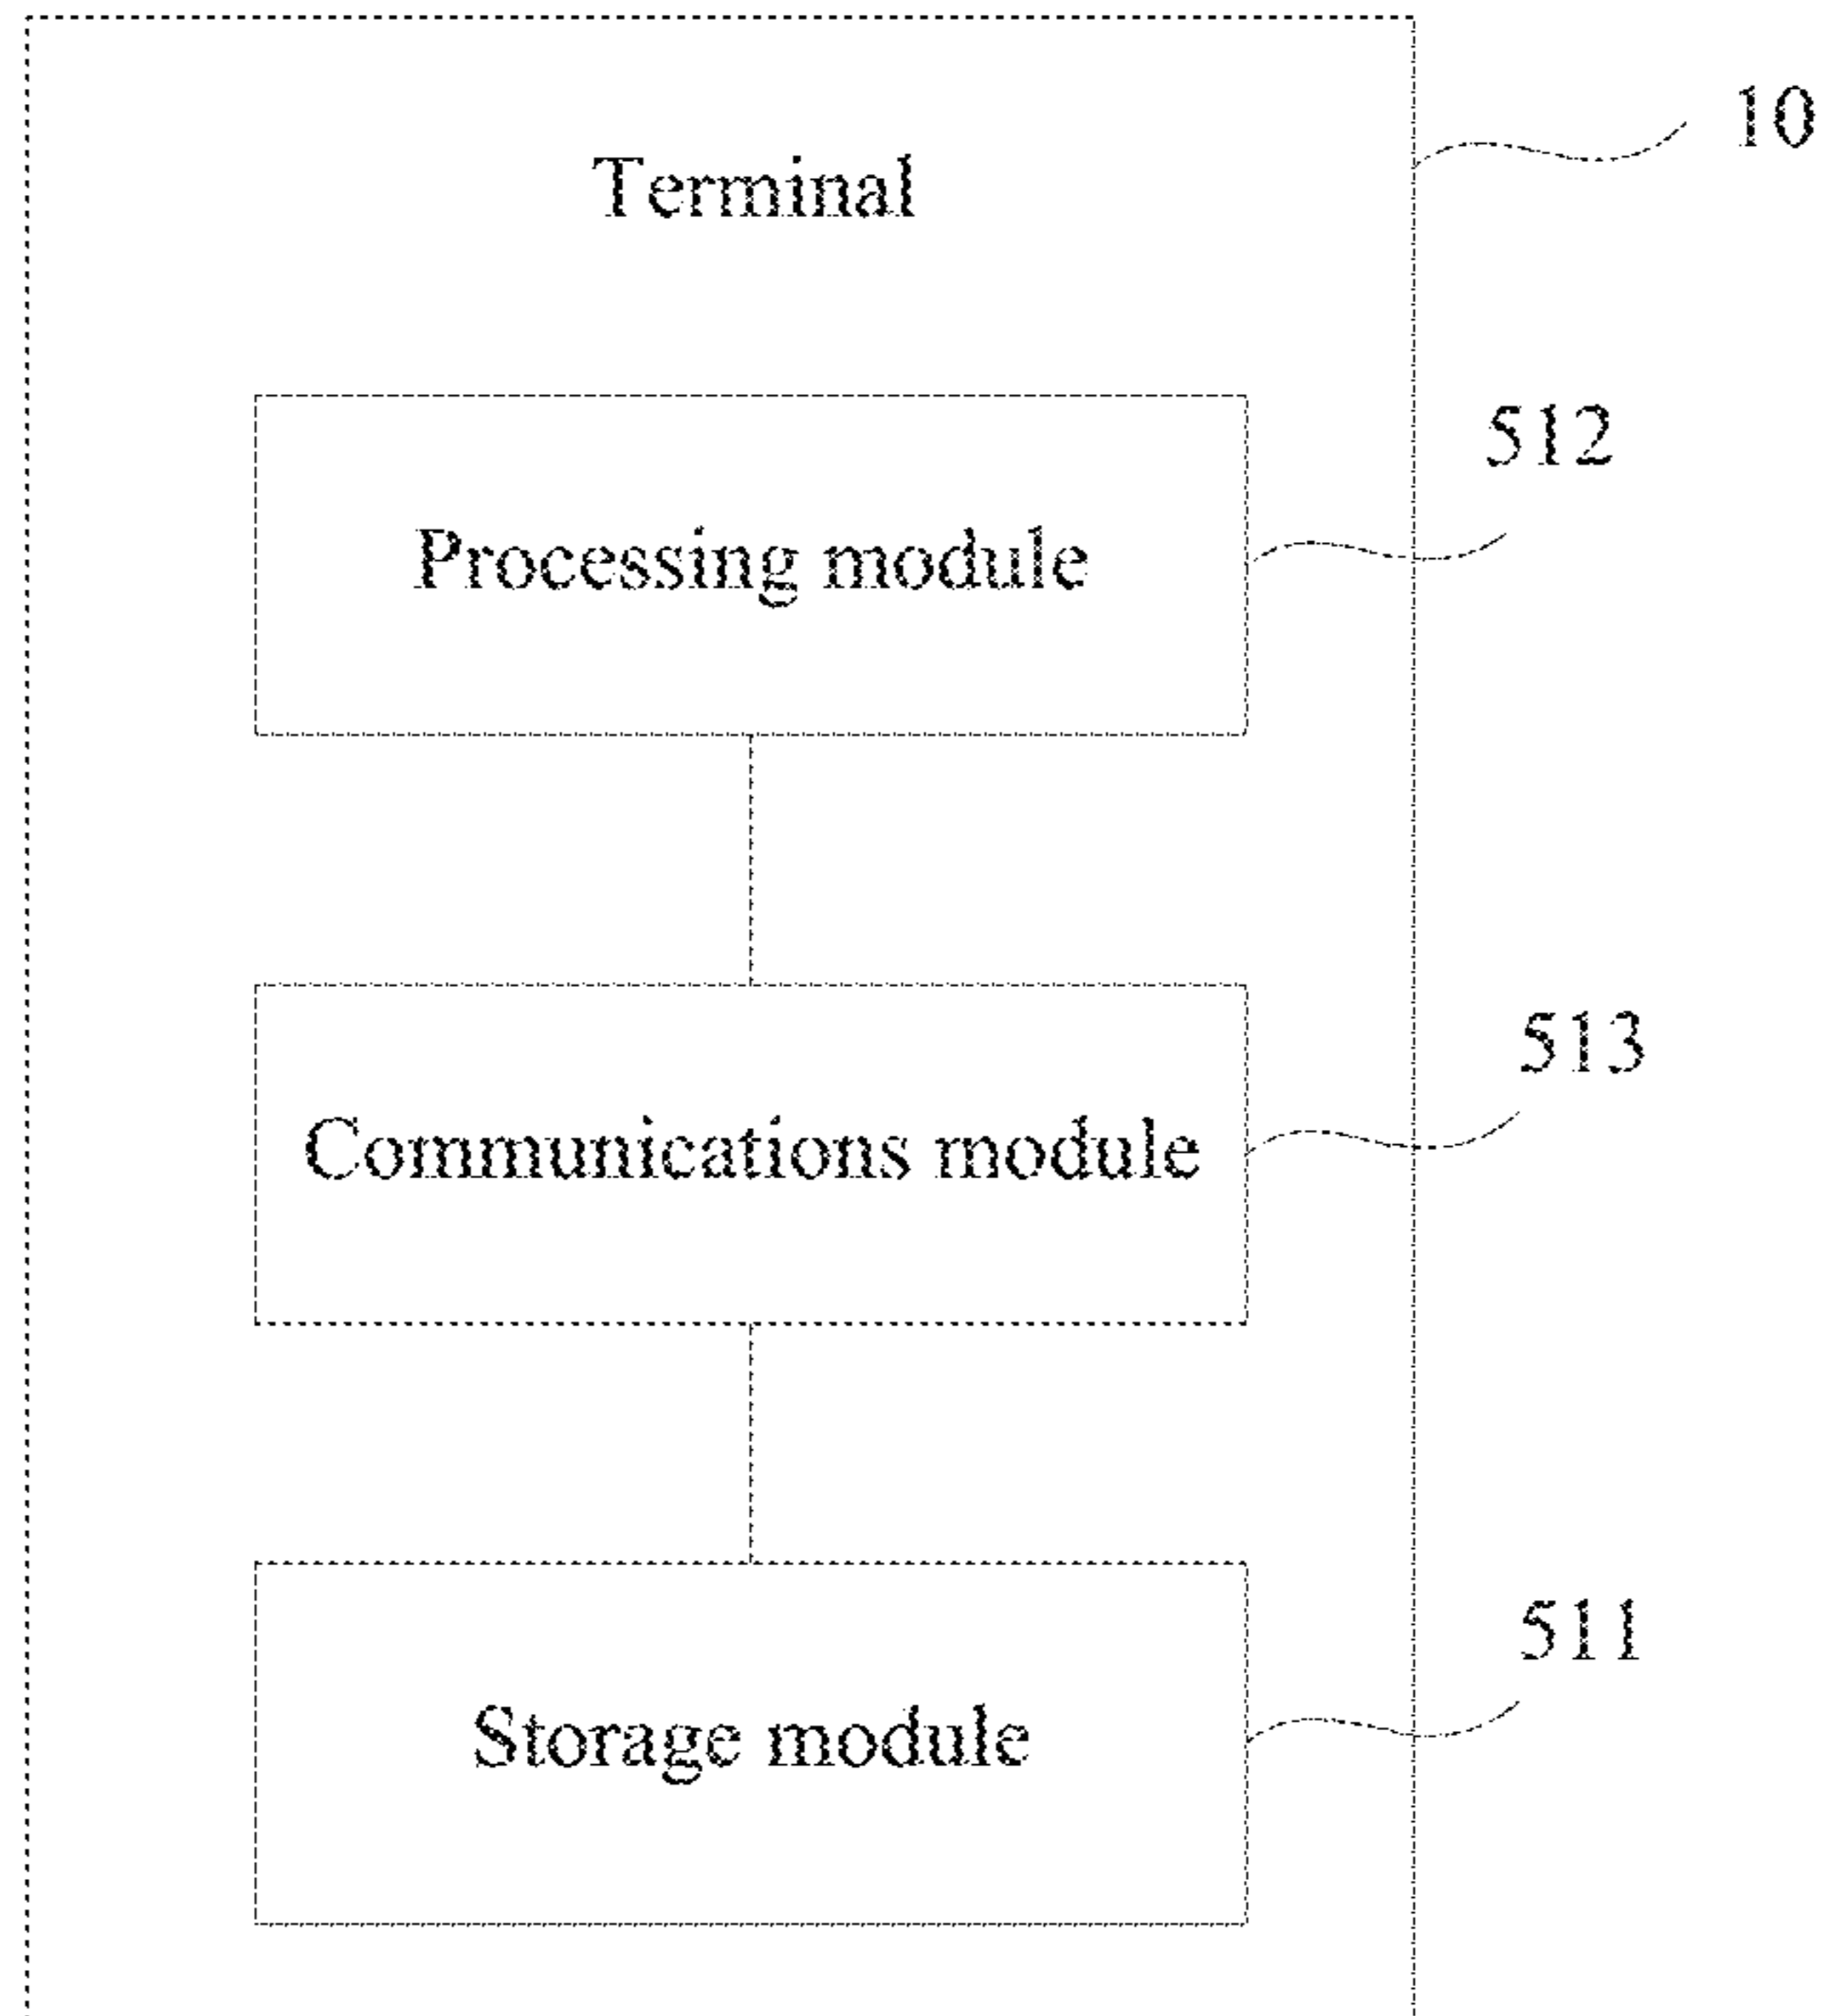 10
Terminal
512
Processing module
513
Communications module
511
Storage module